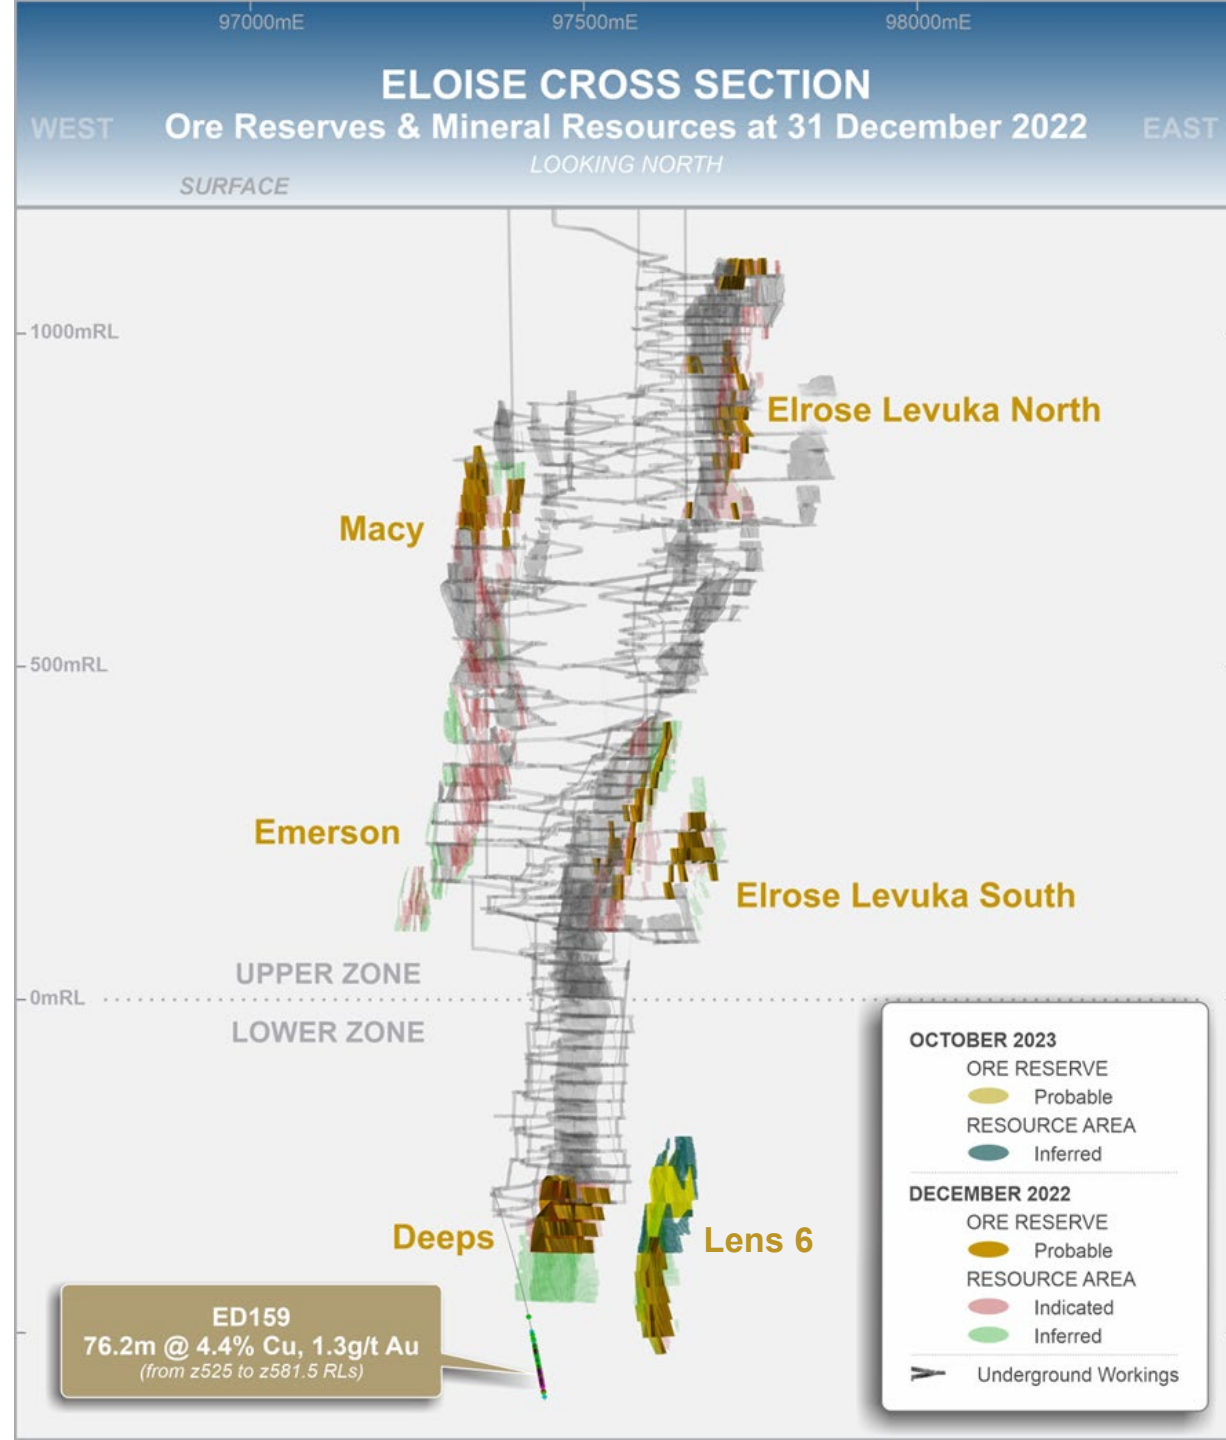 97000mE 97500mE 98000mE
ELOISE CROSS SECTION
WEST Ore Reserves & Mineral Resources at 31 December 2022 EAST
LOOKING NORTH
SURFACE
1000mRL
Elrose Levuka North
Macy
500mRL
Emerson
Elrose Levuka South
UPPER ZONE
0mRL
LOWER ZONE
Deeps
Lens 6
ED159
76.2m @ 4.4% Cu, 1.3g/t Au
(from z525 to z581.5 RLs)
OCTOBER 2023
ORE RESERVE
Probable
RESOURCE AREA
Inferred
DECEMBER 2022
ORE RESERVE
Probable
RESOURCE AREA
Indicated
Inferred
Underground Workings